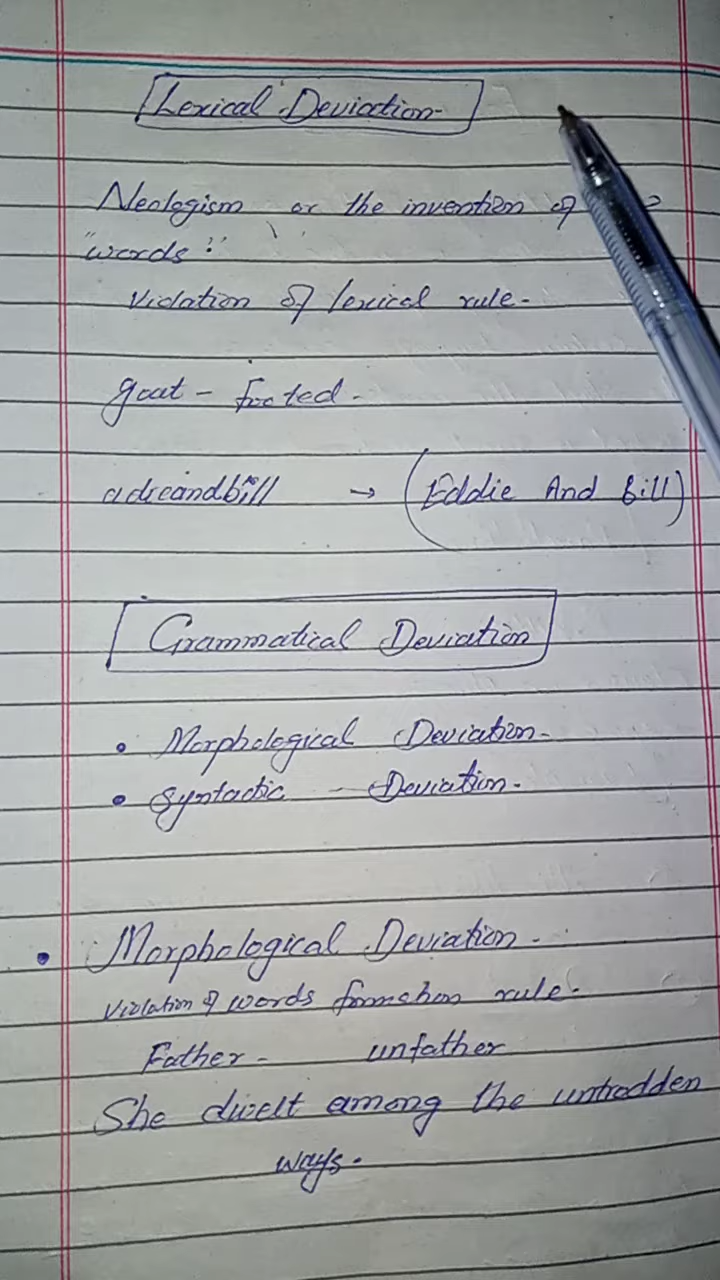 Lexical Deviation-
Neologism or the invention of
"words".
Violation of lexical rule-
goat - footed.
adieandbill → (Eddie And Bill)
Grammatical Deviation
• Morphological Deviation-
• Syntactic - Deviation.
• Morphological Deviation-
Violation of words formation rule.
Father- unfather
She dwelt among the untrodden
ways.